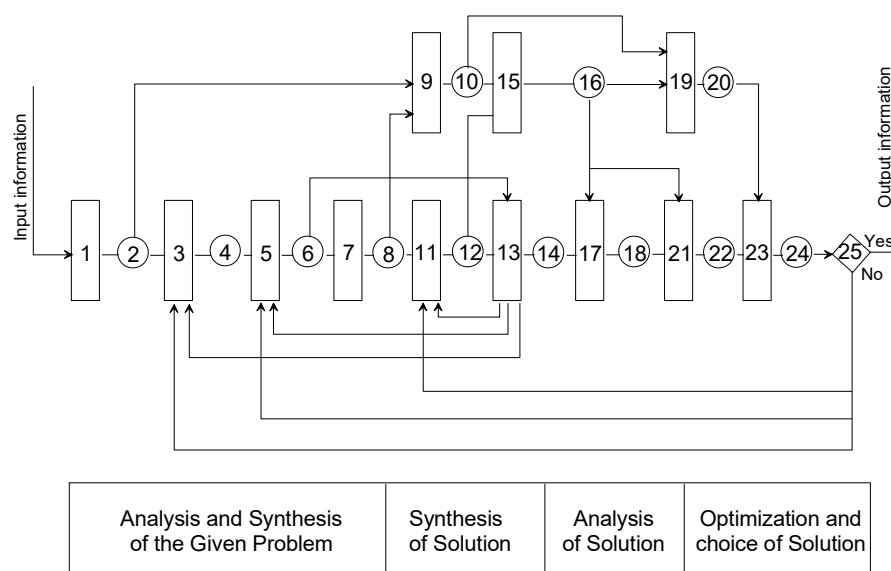 Input information
Output information
9
10
15
16
19
20
1
2
3
4
5
6
7
8
11
12
13
14
17
18
21
22
23
24
25
Yes
No
Analysis and Synthesis
of the Given Problem
Synthesis
of Solution
Analysis
of Solution
Optimization and
choice of Solution